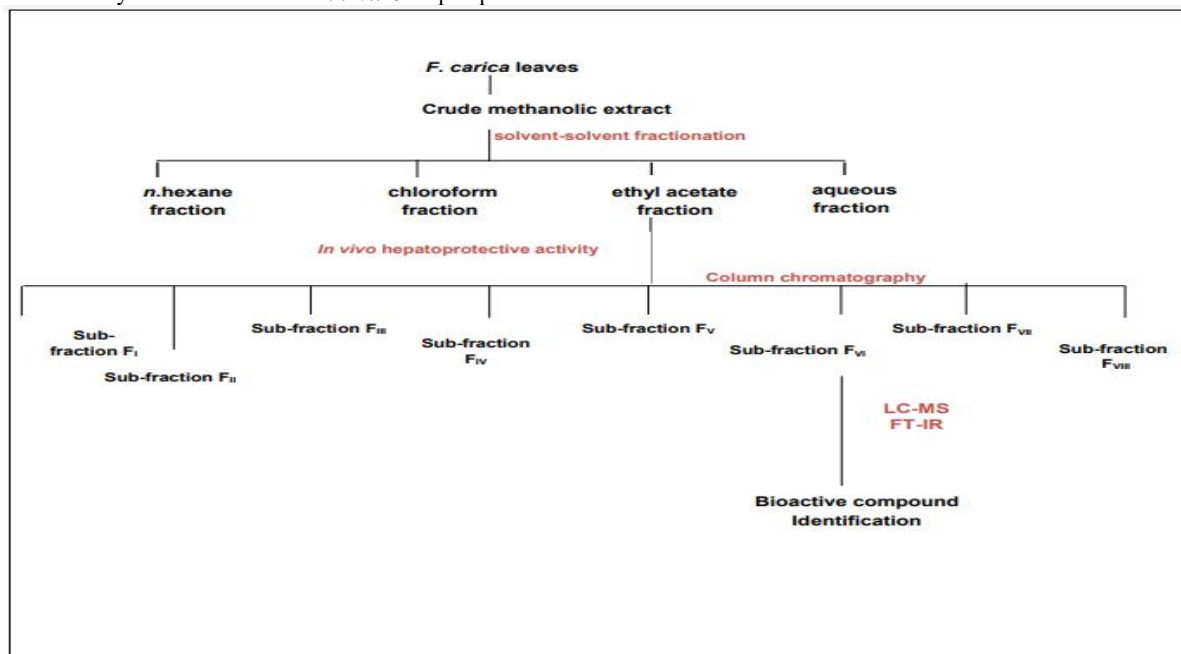 F. carica leaves
Crude methanolic extract
solvent-solvent fractionation
n.hexane
fraction
chloroform
fraction
ethyl acetate
fraction
aqueous
fraction
In vivo hepatoprotective activity
Column chromatography
Sub-
fraction FI
Sub-fraction FII
Sub-fraction FIII
Sub-fraction
FIV
Sub-fraction FV
Sub-fraction FVI
Sub-fraction FVII
Sub-fraction
FVIII
LC-MS
FT-IR
Bioactive compound
Identification